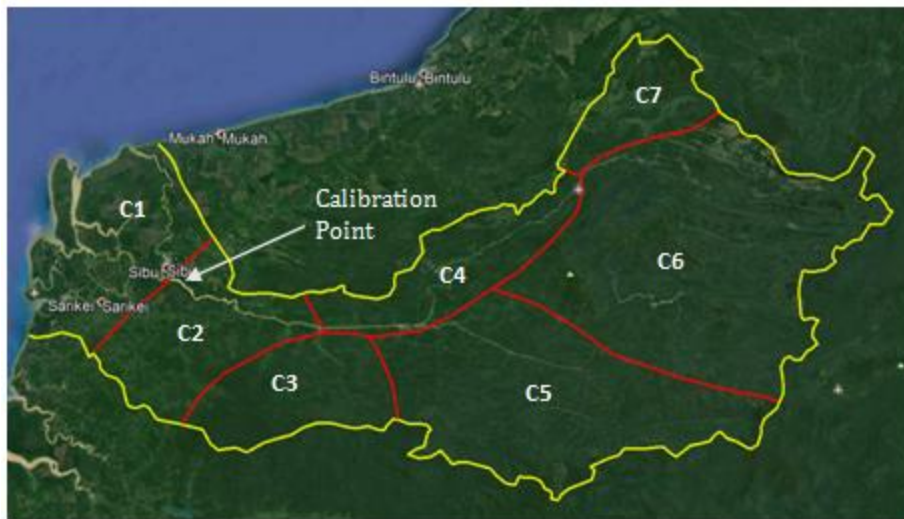 Bintulu Bintulu
C7
Mukah Mukah
C1
Calibration
Point
C4
C6
Sibu Sibu
Sarikei Sarikei
C2
C3
C5